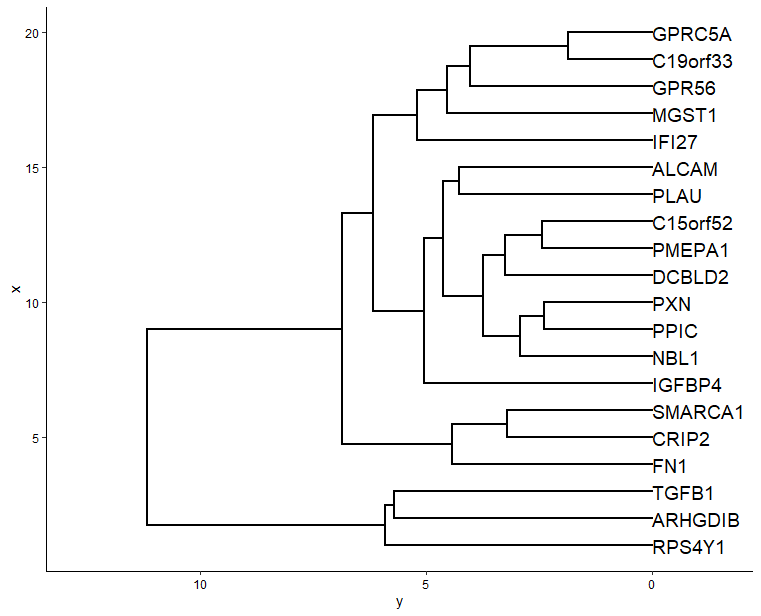 20
15
10
5
x
GPRC5A
C19orf33
GPR56
MGST1
IFI27
ALCAM
PLAU
C15orf52
PMEPA1
DCBLD2
PXN
PPIC
NBL1
IGFBP4
SMARCA1
CRIP2
FN1
TGFB1
ARHGDIB
RPS4Y1
10 5 0
y